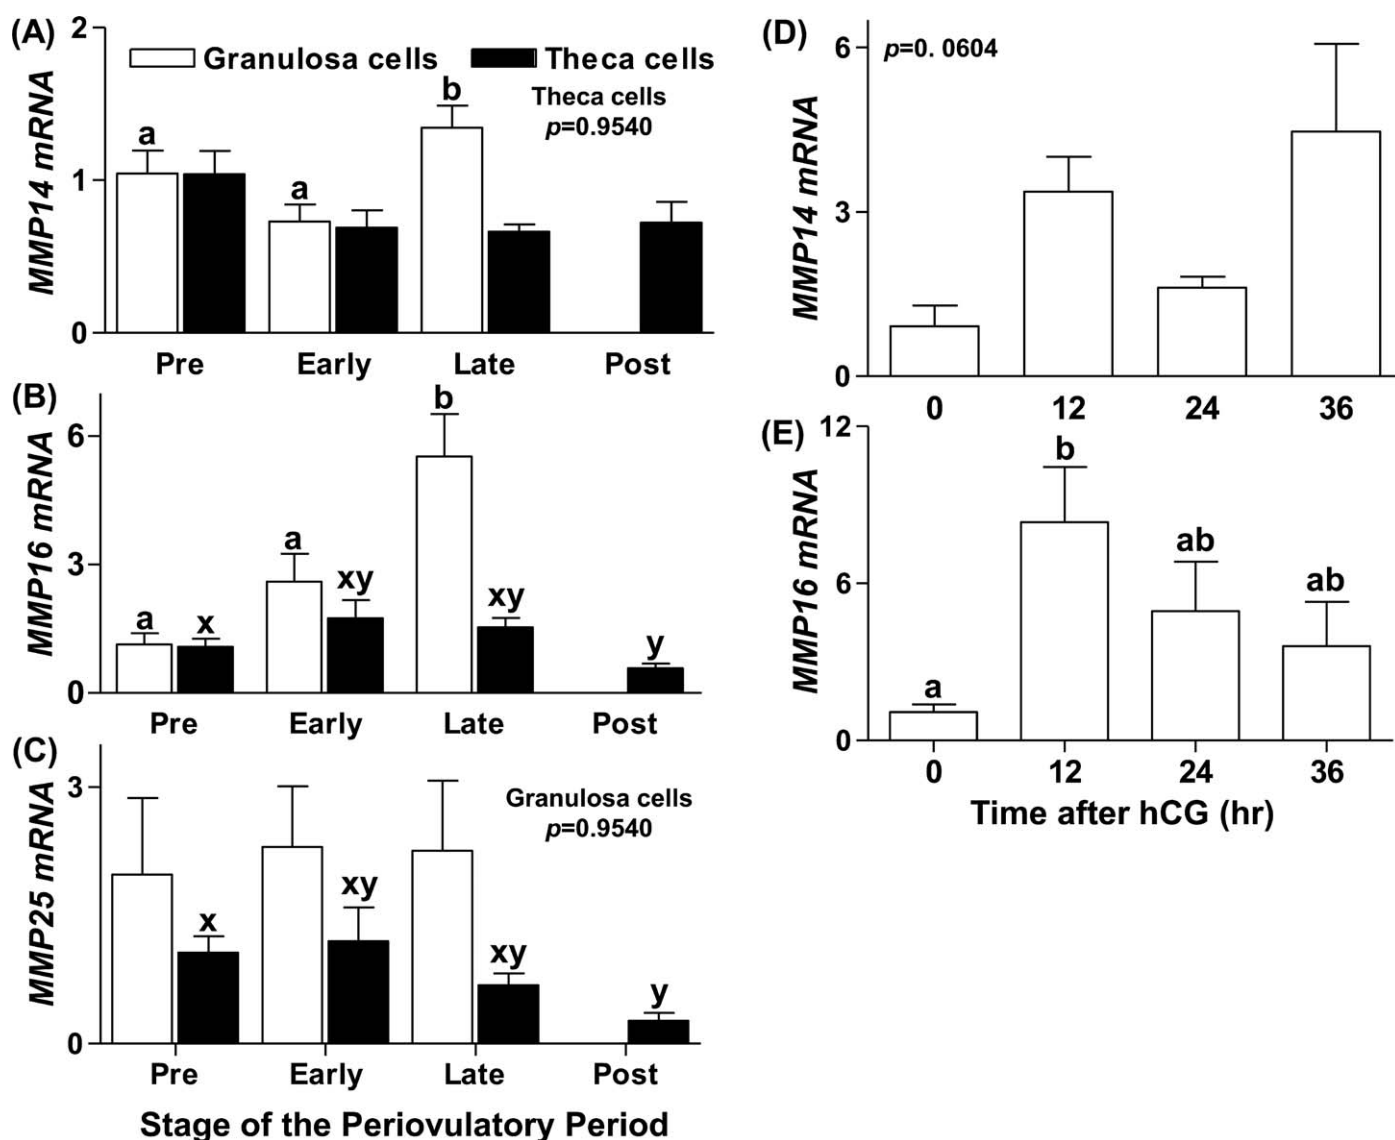 (A)
MMP14 mRNA
2
1
0
Granulosa cells
Theca cells
Theca cells
p=0.9540
a
a
b
Pre
Early
Late
Post
(B)
MMP16 mRNA
6
3
0
a
x
a
xy
b
xy
y
Pre
Early
Late
Post
(C)
MMP25 mRNA
3
0
Granulosa cells
p=0.9540
x
xy
xy
y
Pre
Early
Late
Post
Stage of the Periovulatory Period
(D)
MMP14 mRNA
6
3
0
p=0. 0604
0
12
24
36
(E)
MMP16 mRNA
12
6
0
a
b
ab
ab
0
12
24
36
Time after hCG (hr)